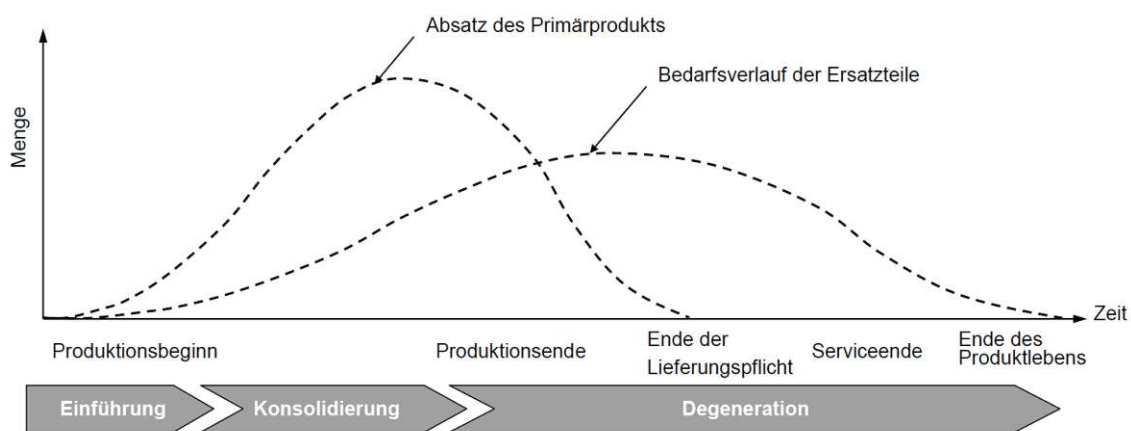 Absatz des Primärprodukts
Bedarfsverlauf der Ersatzteile
Menge
Zeit
Produktionsbeginn
Produktionsende
Ende der
Lieferungspflicht
Serviceende
Ende des
Produktlebens
Einführung
Konsolidierung
Degeneration